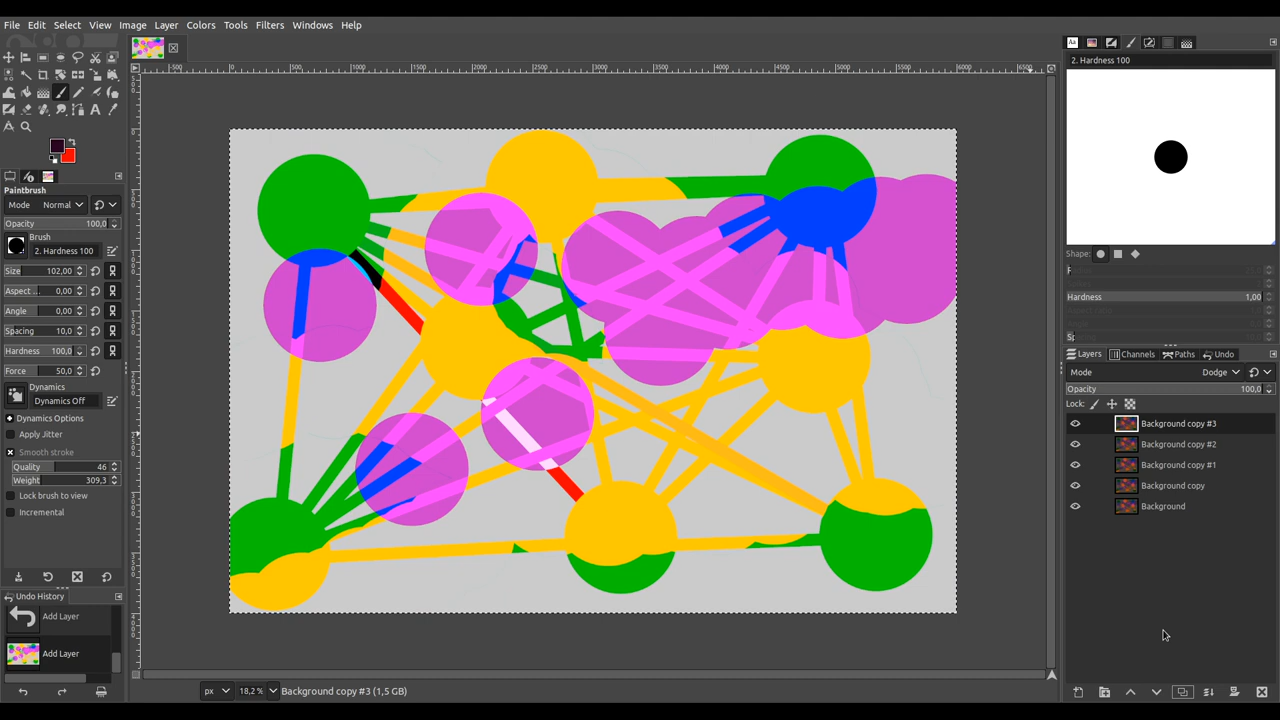 File Edit Select View Image Layer Colors Tools Filters Windows Help
2. Hardness 100
Paintbrush
Mode Normal
Opacity 100,0
Brush
2. Hardness 100
Size 102,00
Aspect ... 0,00
Angle 0,00
Spacing 10,0
Hardness 100,0
Force 50,0
Dynamics
Dynamics Off
Dynamics Options
Apply Jitter
Smooth stroke
Quality 46
Weight 309,3
Lock brush to view
Incremental
Undo History
Add Layer
Add Layer
px 18,2 % Background copy #3 (1,5 GB)
Shape:
Hardness 1,00
Layers Channels Paths Undo
Mode Dodge
Opacity 100,0
Lock:
Background copy #3
Background copy #2
Background copy #1
Background copy
Background